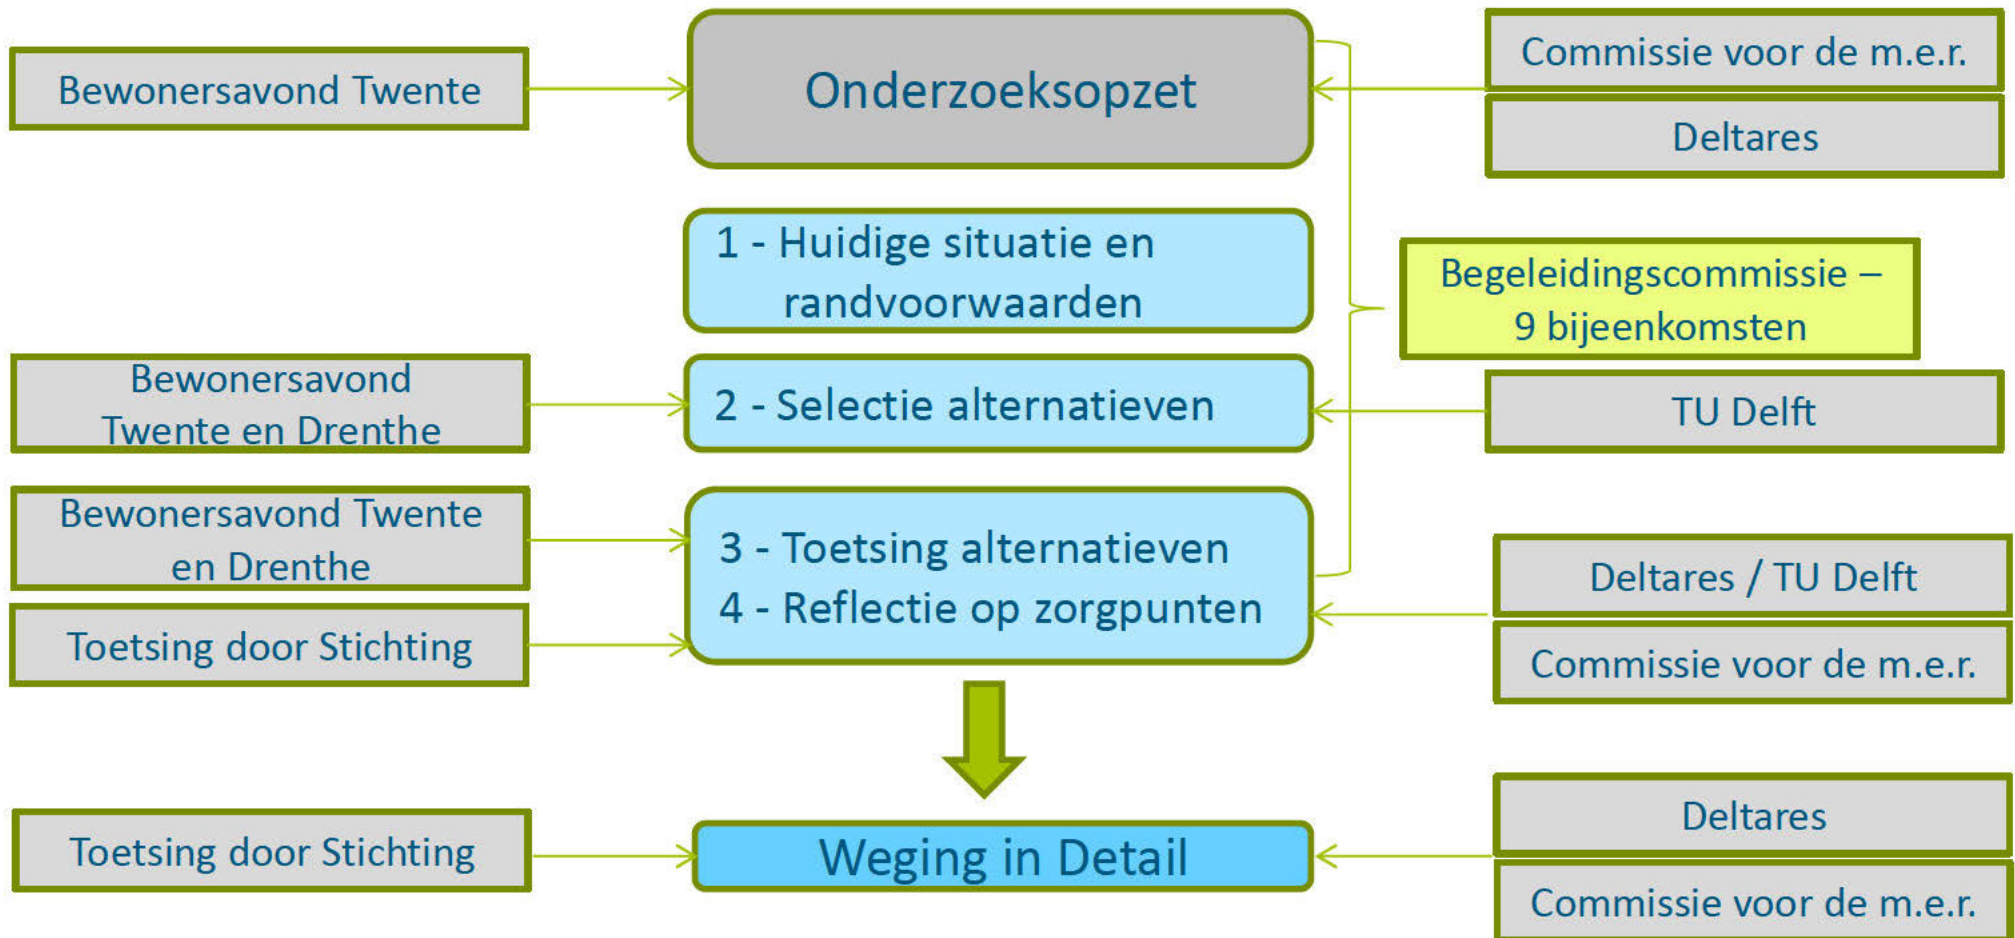 Bewonersavond Twente
Onderzoeksopzet
Commissie voor de m.e.r.
Deltares
1 - Huidige situatie en
randvoorwaarden
Begeleidingscommissie –
9 bijeenkomsten
Bewonersavond
Twente en Drenthe
2 - Selectie alternatieven
TU Delft
Bewonersavond Twente
en Drenthe
Toetsing door Stichting
3 - Toetsing alternatieven
4 - Reflectie op zorgpunten
Deltares / TU Delft
Commissie voor de m.e.r.
Toetsing door Stichting
Weging in Detail
Deltares
Commissie voor de m.e.r.